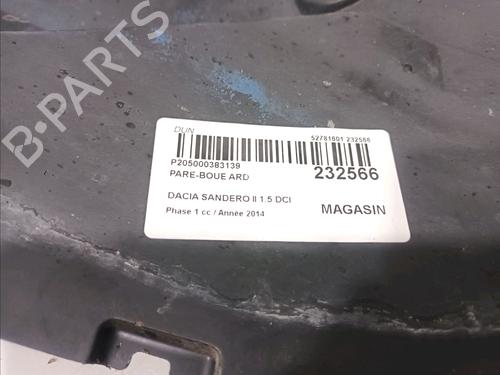 B-PARTS
DUN
52781601 232566
P205000383139
PARE-BOUE ARD
232566
DACIA SANDERO II 1.5 DCI
Phase 1 cc / Année 2014
MAGASIN